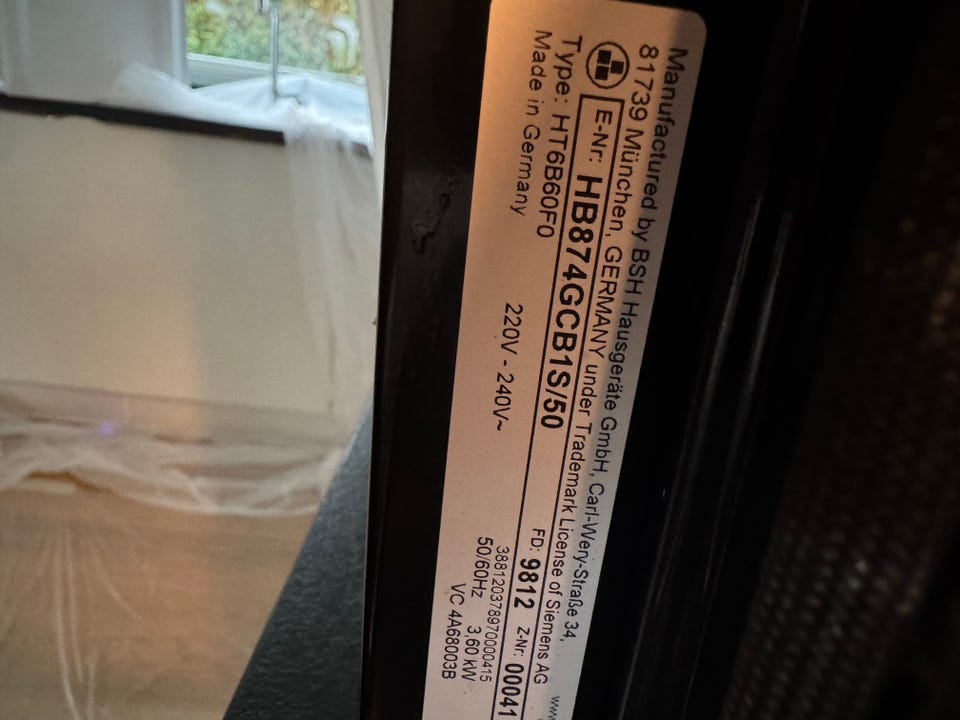 Manufactured by BSH Hausgeräte GmbH, Carl-Wery-Straße 34,
81739 München, GERMANY under Trademark License of Siemens AG
E-Nr: HB874GCB1S/50
FD: 9812 Z-Nr: 00041
Type: HT6B60F0
388120378970000415
Made in Germany
220V - 240V~
50/60Hz
3,60 kW
VC 4A68003B